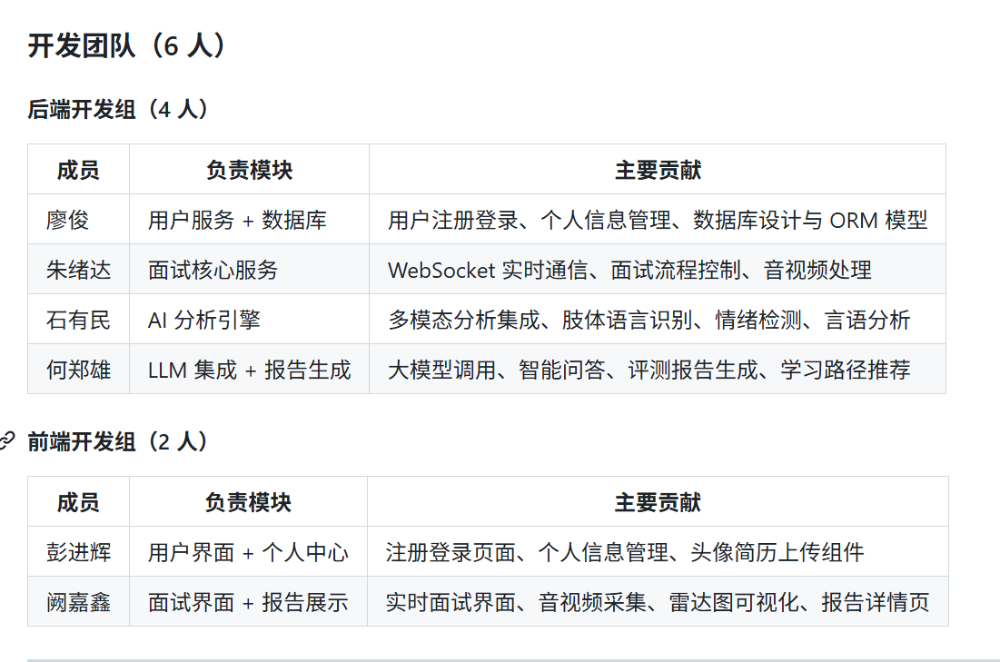 开发团队（6 人）
后端开发组（4 人）
成员 负责模块 主要贡献
廖俊 用户服务 + 数据库 用户注册登录、个人信息管理、数据库设计与 ORM 模型
朱绪达 面试核心服务 WebSocket 实时通信、面试流程控制、音视频处理
石有民 AI 分析引擎 多模态分析集成、肢体语言识别、情绪检测、言语分析
何郑雄 LLM 集成 + 报告生成 大模型调用、智能问答、评测报告生成、学习路径推荐
前端开发组（2 人）
成员 负责模块 主要贡献
彭进辉 用户界面 + 个人中心 注册登录页面、个人信息管理、头像简历上传组件
阙嘉鑫 面试界面 + 报告展示 实时面试界面、音视频采集、雷达图可视化、报告详情页